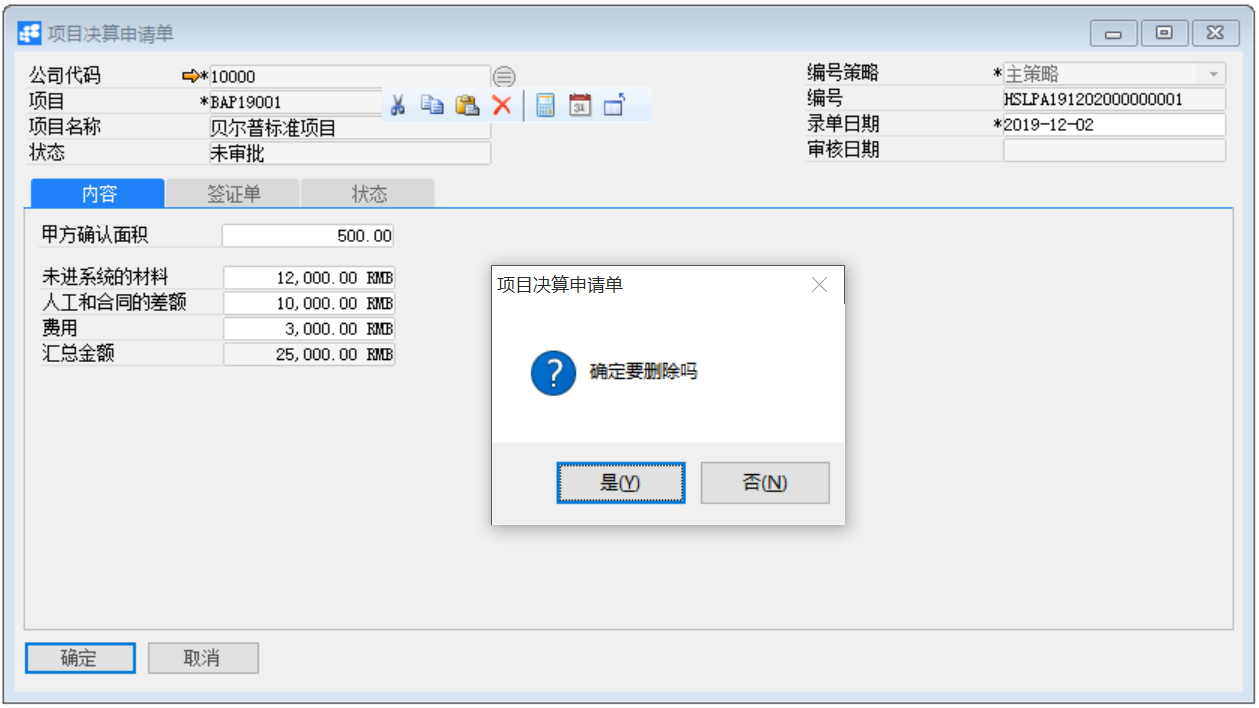 项目决算申请单
公司代码 *10000
项目 *BAP19001
项目名称 贝尔普标准项目
状态 未审批
编号策略 *主策略
编号 HSLPA191202000000001
录单日期 *2019-12-02
审核日期
31
内容 签证单 状态
甲方确认面积 500.00
未进系统的材料 12,000.00 RMB
人工和合同的差额 10,000.00 RMB
费用 3,000.00 RMB
汇总金额 25,000.00 RMB
项目决算申请单
确定要删除吗
是(Y) 否(N)
确定 取消